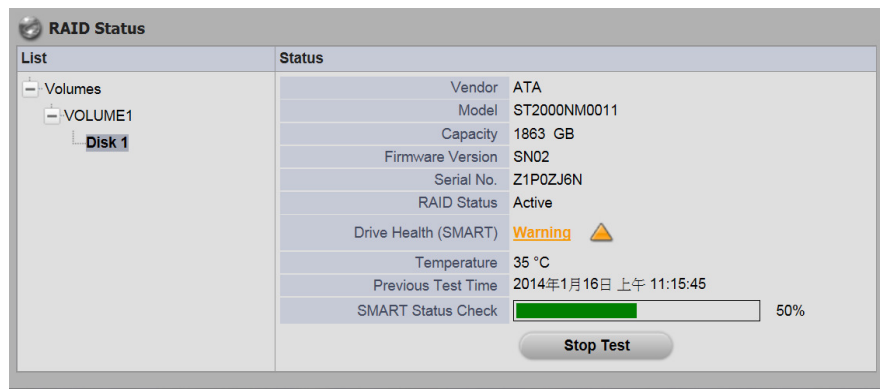 RAID Status
List Status
Volumes
VOLUME1
Disk 1
Vendor ATA
Model ST2000NM0011
Capacity 1863 GB
Firmware Version SN02
Serial No. Z1P0ZJ6N
RAID Status Active
Drive Health (SMART) Warning
Temperature 35 °C
Previous Test Time 2014年1月16日 上午 11:15:45
SMART Status Check 50%
Stop Test